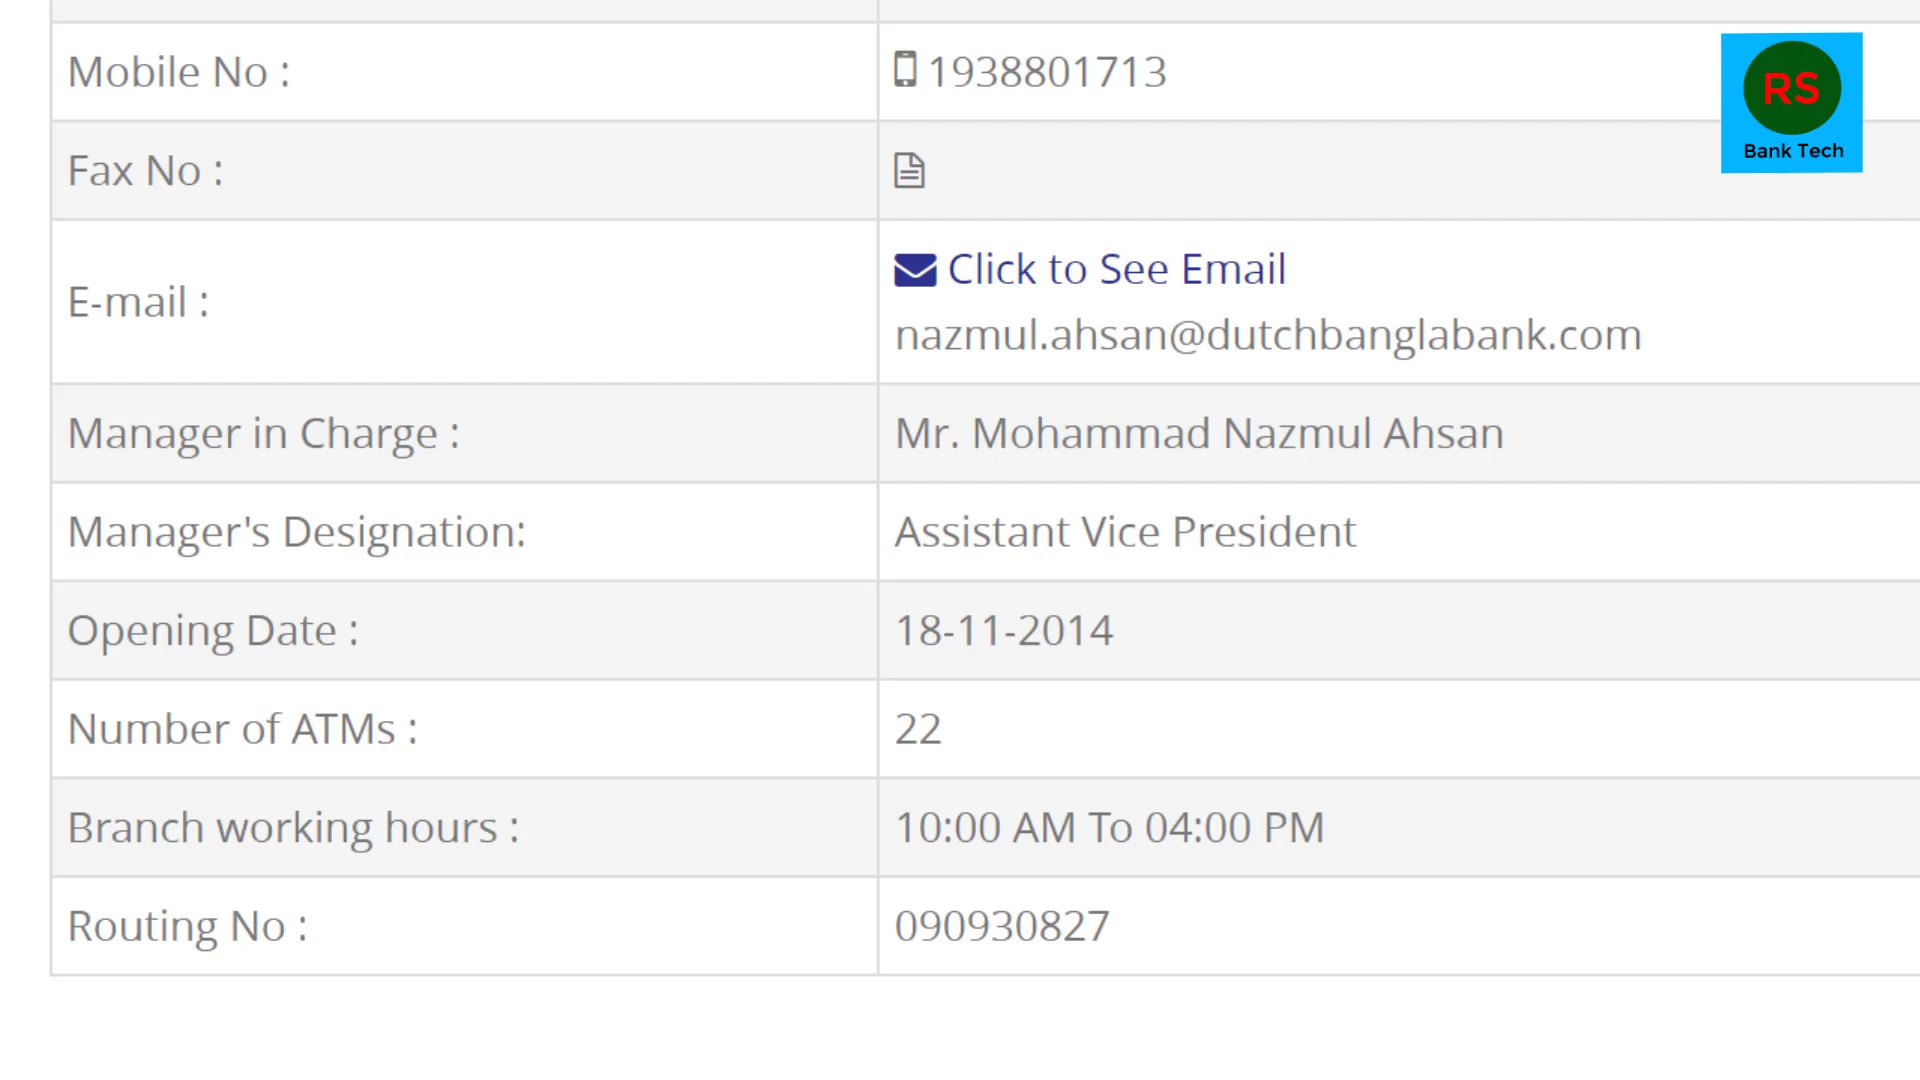 Mobile No :
1938801713
RS
Bank Tech
Fax No :
E-mail :
Click to See Email
nazmul.ahsan@dutchbanglabank.com
Manager in Charge :
Mr. Mohammad Nazmul Ahsan
Manager's Designation:
Assistant Vice President
Opening Date :
18-11-2014
Number of ATMs :
22
Branch working hours :
10:00 AM To 04:00 PM
Routing No :
090930827